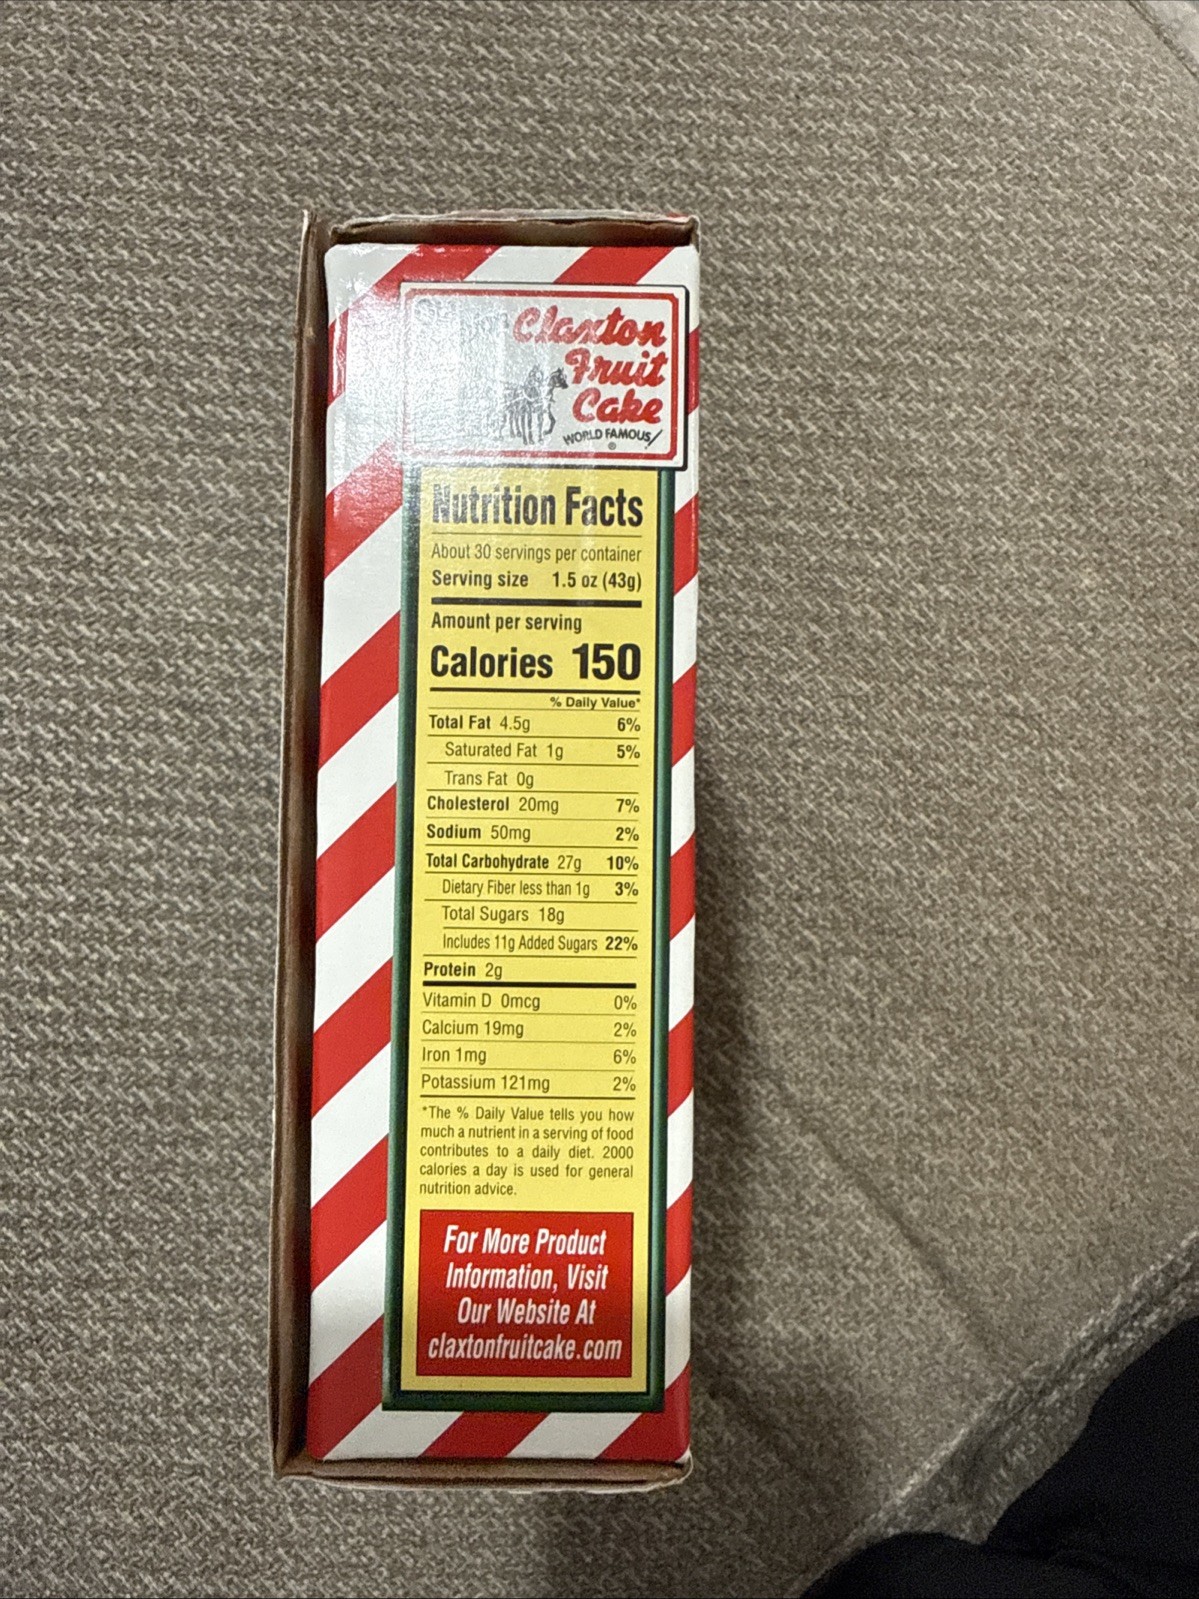 Claxton
Fruit
Cake
WORLD FAMOUS!
®
Nutrition Facts
About 30 servings per container
Serving size 1.5 oz (43g)
Amount per serving
Calories 150
% Daily Value*
Total Fat 4.5g 6%
Saturated Fat 1g 5%
Trans Fat 0g
Cholesterol 20mg 7%
Sodium 50mg 2%
Total Carbohydrate 27g 10%
Dietary Fiber less than 1g 3%
Total Sugars 18g
Includes 11g Added Sugars 22%
Protein 2g
Vitamin D 0mcg 0%
Calcium 19mg 2%
Iron 1mg 6%
Potassium 121mg 2%
*The % Daily Value tells you how
much a nutrient in a serving of food
contributes to a daily diet. 2000
calories a day is used for general
nutrition advice.
For More Product
Information, Visit
Our Website At
claxtonfruitcake.com